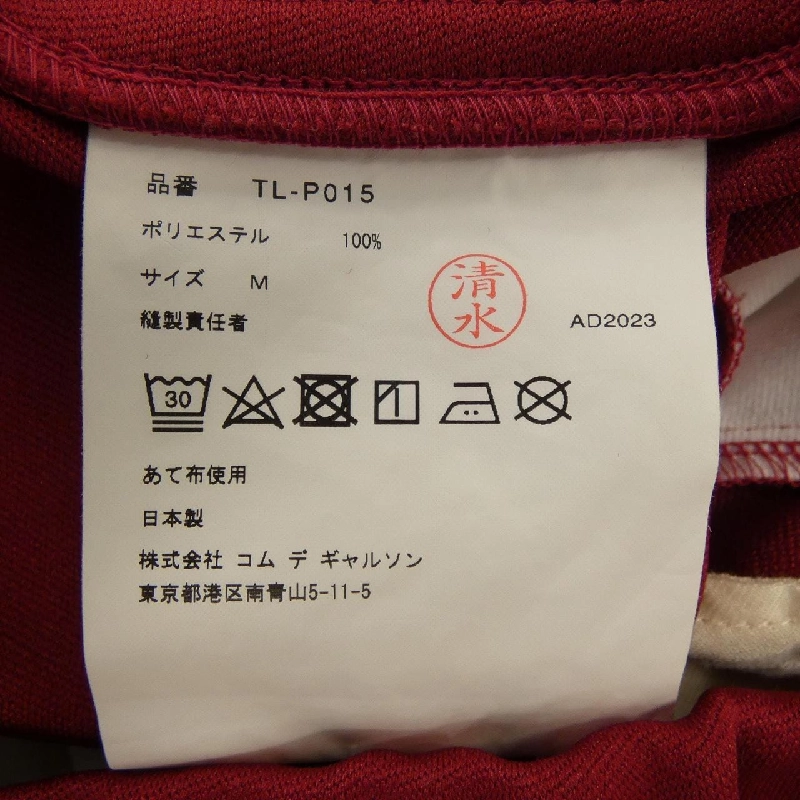 品番 TL-P015
ポリエステル 100%
サイズ M
縫製責任者 清水 AD2023
30
あて布使用
日本製
株式会社 コム デ ギャルソン
東京都港区南青山5-11-5